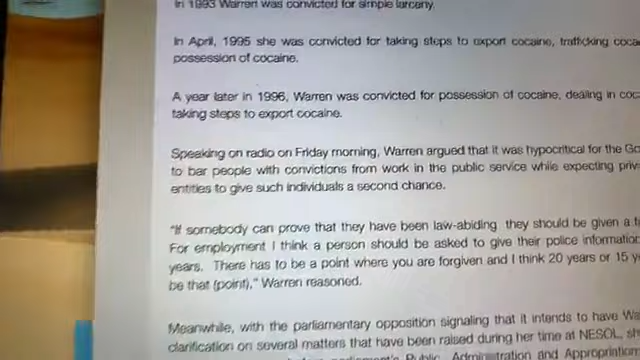 In 1993 Warren was convicted for simple larceny.
In April, 1995 she was convicted for taking steps to export cocaine, trafficking
possession of cocaine.
A year later in 1996, Warren was convicted for possession of cocaine, dealing in
taking steps to export cocaine.
Speaking on radio on Friday morning, Warren argued that it was hypocritical for the
to bar people with convictions from work in the public service while expecting
entities to give such individuals a second chance.
"If somebody can prove that they have been law-abiding they should be given a
For employment I think a person should be asked to give their police
years. There has to be a point where you are forgiven and I think 20 years or 15
be that (point)," Warren reasoned.
Meanwhile, with the parliamentary opposition signaling that it intends to have
clarification on several matters that have been raised during her time at NESOL,
before parliament's Public Administration and